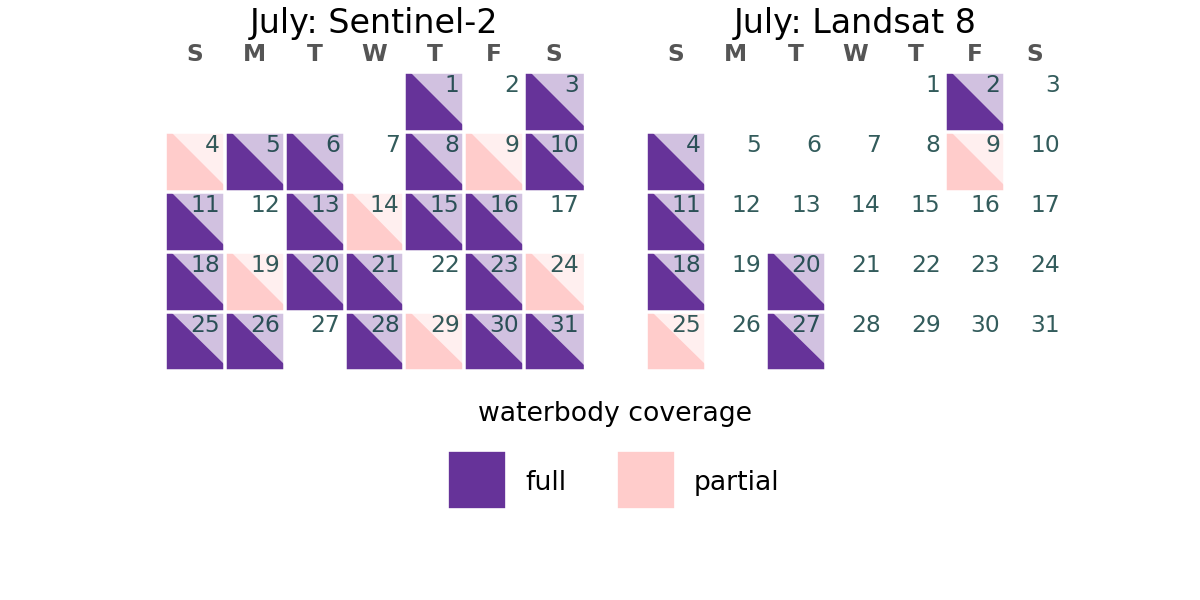 July: Sentinel-2
S M T W T F S
1 2 3
4 5 6 7 8 9 10
11 12 13 14 15 16 17
18 19 20 21 22 23 24
25 26 27 28 29 30 31
July: Landsat 8
S M T W T F S
1 2 3
4 5 6 7 8 9 10
11 12 13 14 15 16 17
18 19 20 21 22 23 24
25 26 27 28 29 30 31
waterbody coverage
full
partial